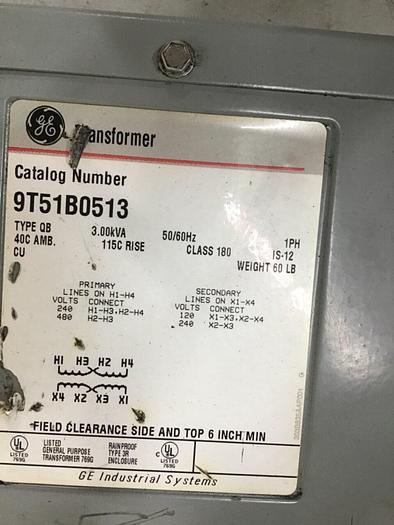 GE
Transformer
Catalog Number
9T51B0513
TYPE QB 3.00kVA 50/60Hz 1PH
40C AMB. 115C RISE CLASS 180 IS-12
CU WEIGHT 60 LB
PRIMARY SECONDARY
LINES ON H1-H4 LINES ON X1-X4
VOLTS CONNECT VOLTS CONNECT
240 H1-H3,H2-H4 120 X1-X3,X2-X4
480 H2-H3 240 X2-X3
H1 H3 H2 H4
X4 X2 X3 X1
FIELD CLEARANCE SIDE AND TOP 6 INCH MIN
UL LISTED RAINPROOF C UL LISTED
GENERAL PURPOSE TYPE 3R 769G
TRANSFORMER 769G ENCLOSURE
GE Industrial Systems